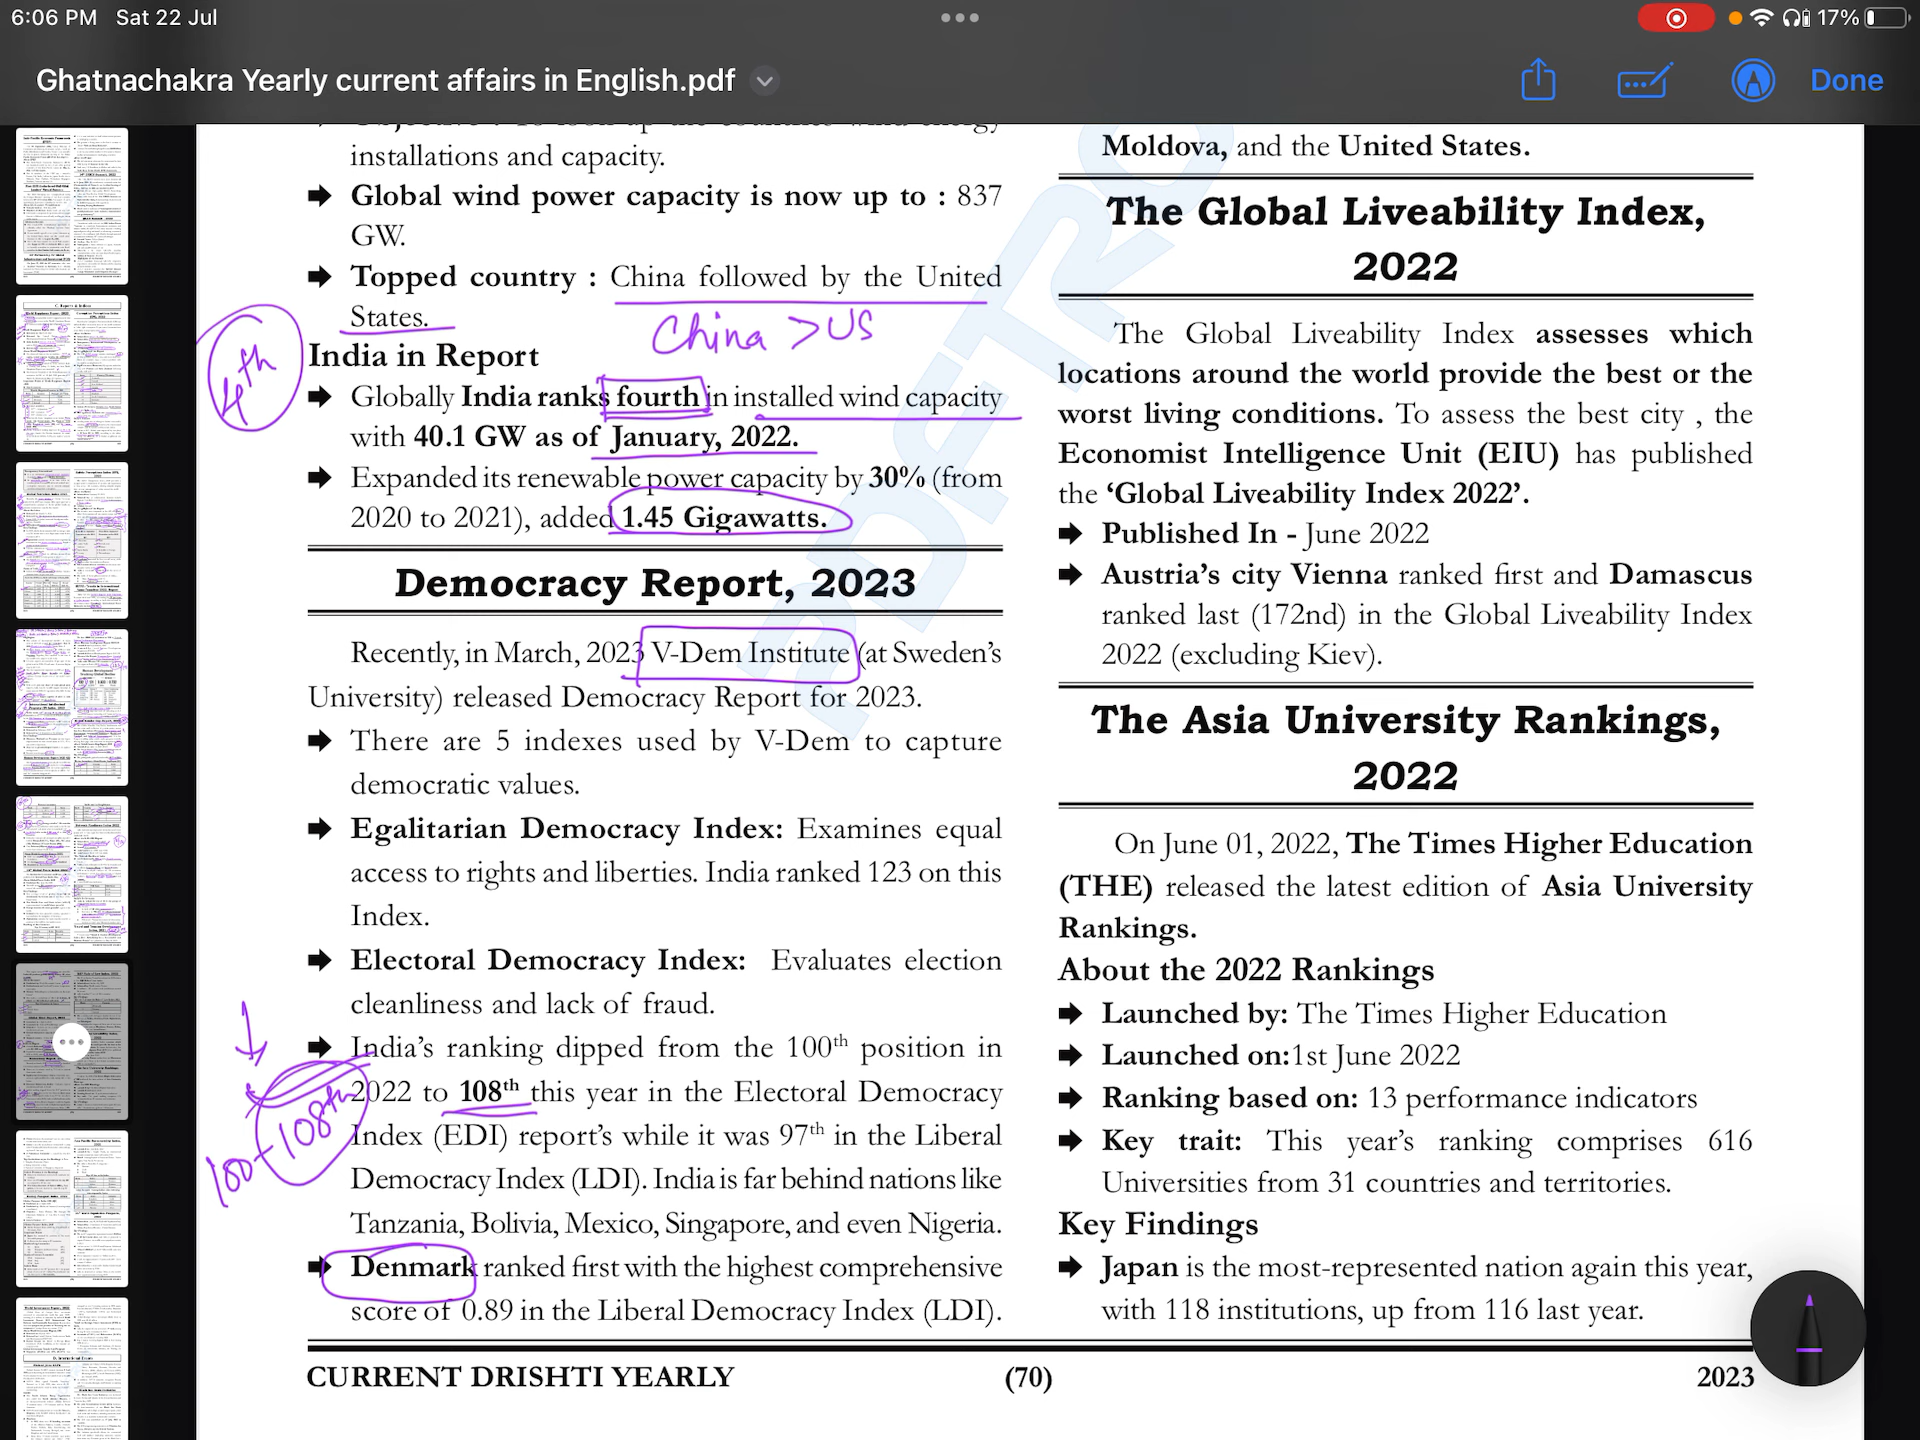 6:06 PM Sat 22 Jul
17%
Ghatnachakra Yearly current affairs in English.pdf
Done
installations and capacity.
➔ Global wind power capacity is now up to : 837
GW.
➔ Topped country : China followed by the United
States.
China > US
4th
India in Report
➔ Globally India ranks fourth in installed wind capacity
with 40.1 GW as of January, 2022.
➔ Expanded its renewable power capacity by 30% (from
2020 to 2021), added 1.45 Gigawatts.
Democracy Report, 2023
Recently, in March, 2023 V-Dem Institute (at Sweden's
University) released Democracy Report for 2023.
➔ There are 5 indexes used by V-Dem to capture
democratic values.
➔ Egalitarian Democracy Index: Examines equal
access to rights and liberties. India ranked 123 on this
Index.
➔ Electoral Democracy Index: Evaluates election
cleanliness and lack of fraud.
➔ India's ranking dipped from the 100th position in
2022 to 108th this year in the Electoral Democracy
Index (EDI) report's while it was 97th in the Liberal
Democracy Index (LDI). India is far behind nations like
Tanzania, Bolivia, Mexico, Singapore, and even Nigeria.
100-108th
➔ Denmark ranked first with the highest comprehensive
score of 0.89 in the Liberal Democracy Index (LDI).
Moldova, and the United States.
The Global Liveability Index,
2022
The Global Liveability Index assesses which
locations around the world provide the best or the
worst living conditions. To assess the best city , the
Economist Intelligence Unit (EIU) has published
the ‘Global Liveability Index 2022’.
➔ Published In - June 2022
➔ Austria's city Vienna ranked first and Damascus
ranked last (172nd) in the Global Liveability Index
2022 (excluding Kiev).
The Asia University Rankings,
2022
On June 01, 2022, The Times Higher Education
(THE) released the latest edition of Asia University
Rankings.
About the 2022 Rankings
➔ Launched by: The Times Higher Education
➔ Launched on:1st June 2022
➔ Ranking based on: 13 performance indicators
➔ Key trait: This year's ranking comprises 616
Universities from 31 countries and territories.
Key Findings
➔ Japan is the most-represented nation again this year,
with 118 institutions, up from 116 last year.
CURRENT DRISHTI YEARLY
(70)
2023